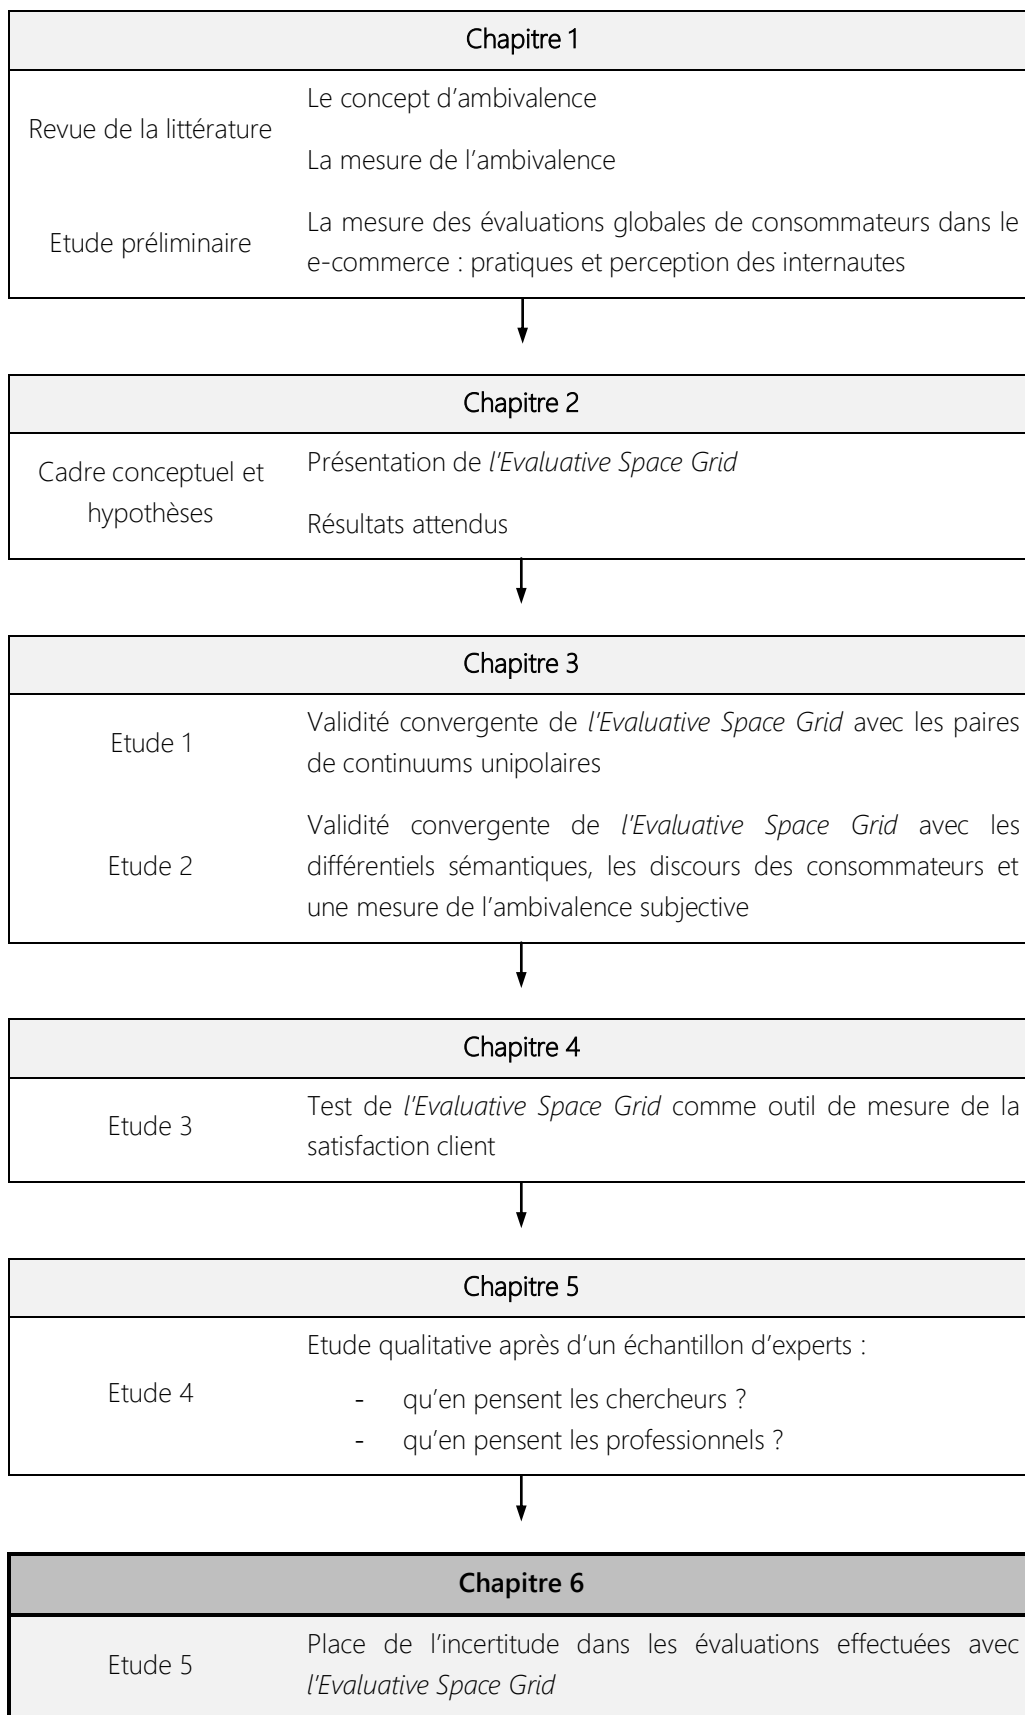 Chapitre 1
Revue de la littérature
Le concept d’ambivalence
La mesure de l’ambivalence
Etude préliminaire
La mesure des évaluations globales de consommateurs dans le
e-commerce : pratiques et perception des internautes
Chapitre 2
Cadre conceptuel et
hypothèses
Présentation de l'Evaluative Space Grid
Résultats attendus
Chapitre 3
Etude 1
Validité convergente de l'Evaluative Space Grid avec les paires
de continuums unipolaires
Etude 2
Validité convergente de l'Evaluative Space Grid avec les
différentiels sémantiques, les discours des consommateurs et
une mesure de l’ambivalence subjective
Chapitre 4
Etude 3
Test de l'Evaluative Space Grid comme outil de mesure de la
satisfaction client
Chapitre 5
Etude 4
Etude qualitative après d’un échantillon d’experts :
- qu’en pensent les chercheurs ?
- qu’en pensent les professionnels ?
Chapitre 6
Etude 5
Place de l’incertitude dans les évaluations effectuées avec
l'Evaluative Space Grid